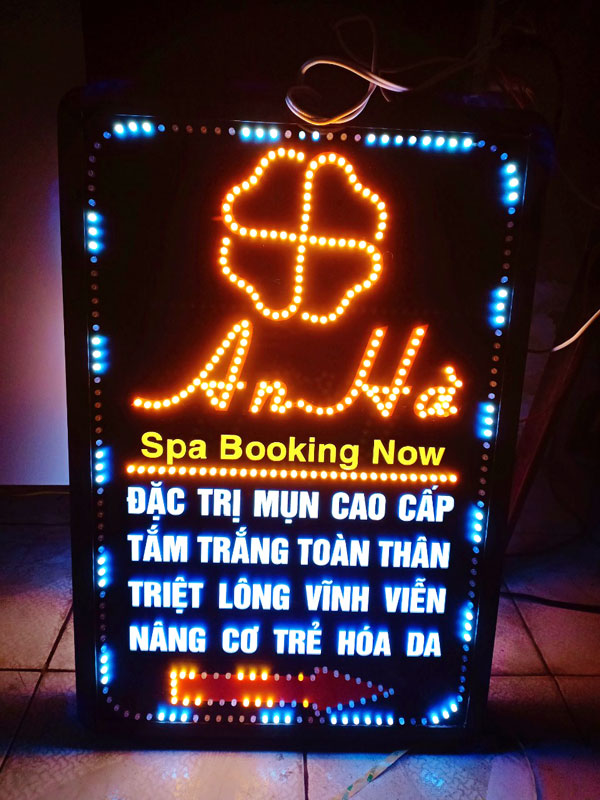 An Hà
Spa Booking Now
ĐẶC TRỊ MỤN CAO CẤP
TẮM TRẮNG TOÀN THÂN
TRIỆT LÔNG VĨNH VIỄN
NÂNG CƠ TRẺ HÓA DA